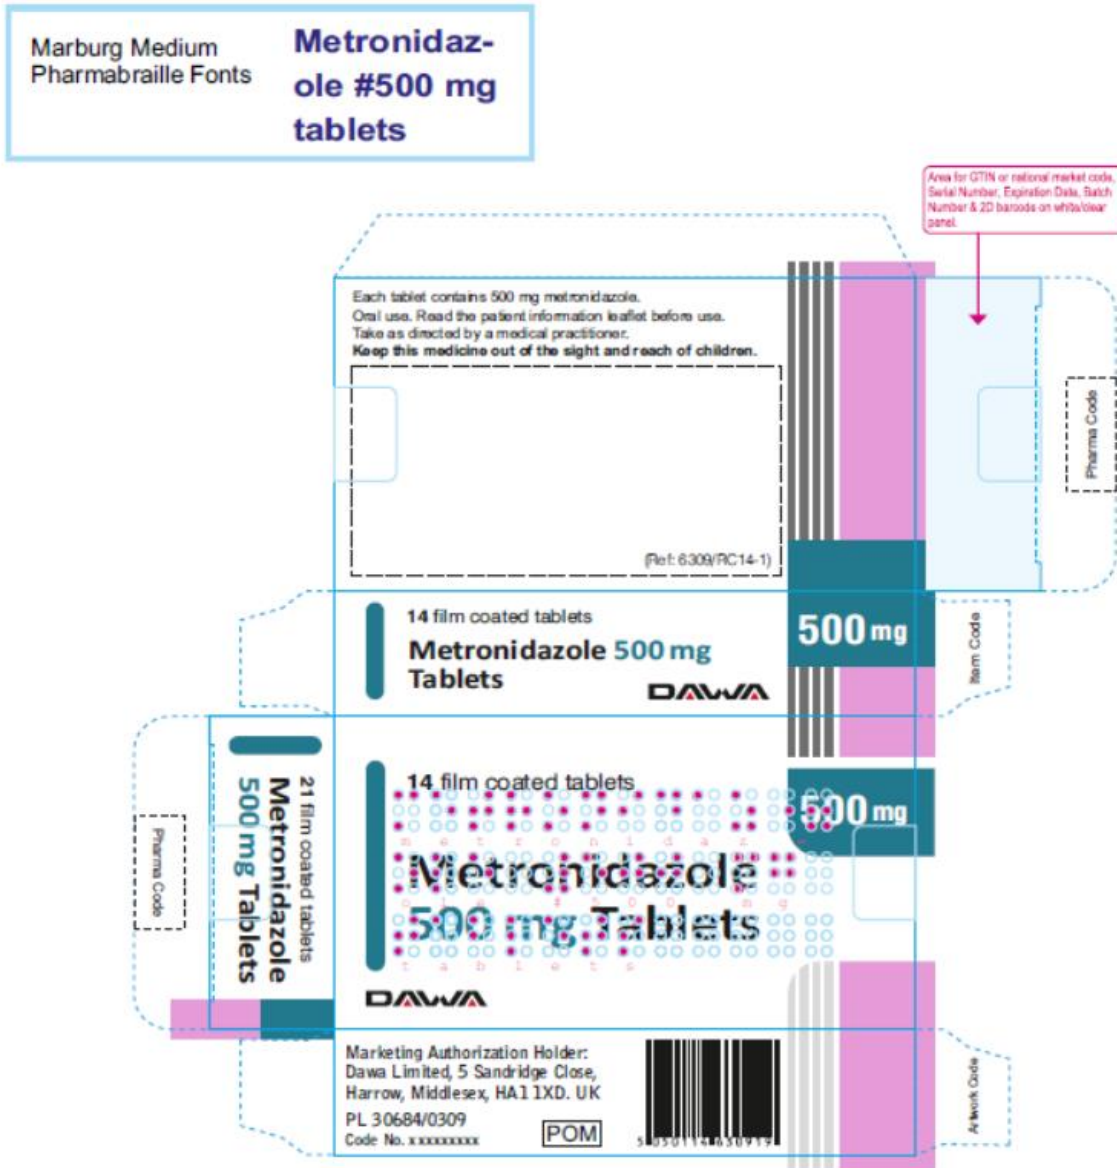 Marburg Medium
Pharmabraille Fonts
Metronidaz-
ole #500 mg
tablets
Area for GTIN or national market code,
Serial Number, Expiration Date, Batch
Number & 2D barcode on white/clear
panel.
Each tablet contains 500 mg metronidazole.
Oral use. Read the patient information leaflet before use.
Take as directed by a medical practitioner.
Keep this medicine out of the sight and reach of children.
(Ref: 6309/RC14-1)
Pharma Code
14 film coated tablets
Metronidazole 500 mg
Tablets
DAWA
500 mg
Item Code
21 film coated tablets
Metronidazole
500 mg Tablets
Pharma Code
14 film coated tablets
500 mg
m e t r o n i d a z -
Metronidazole
o l e # 5 0 0 m g
500 mg Tablets
t a b l e t s
DAWA
Marketing Authorization Holder:
Dawa Limited, 5 Sandridge Close,
Harrow, Middlesex, HA1 1XD. UK
PL 30684/0309
Code No. xxxxxxxxx
POM
5 050114 630919
Artwork Code